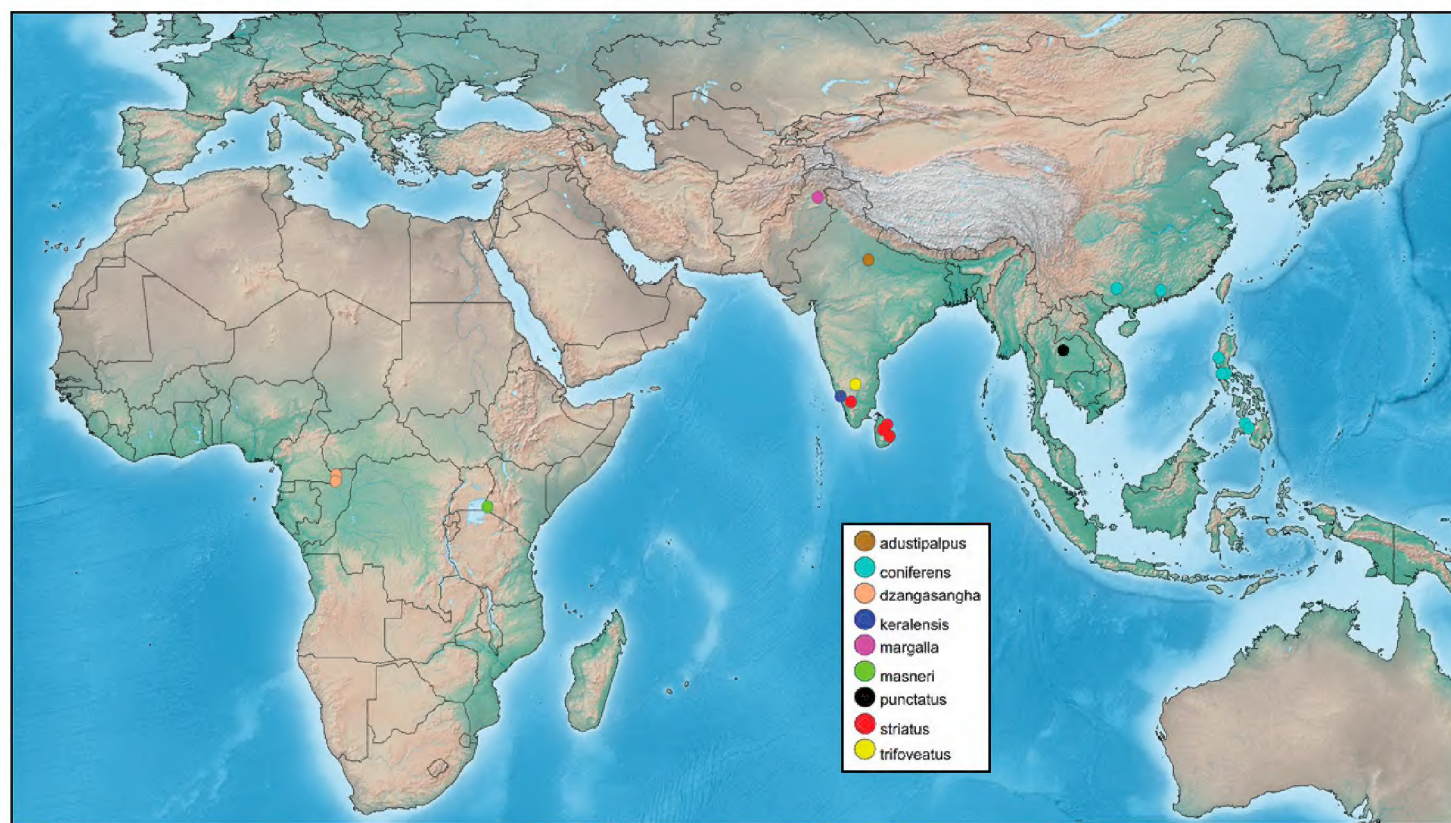 adustipalpus
coniferens
dzangasangha
keralensis
margalla
masneri
punctatus
striatus
trifoveatus